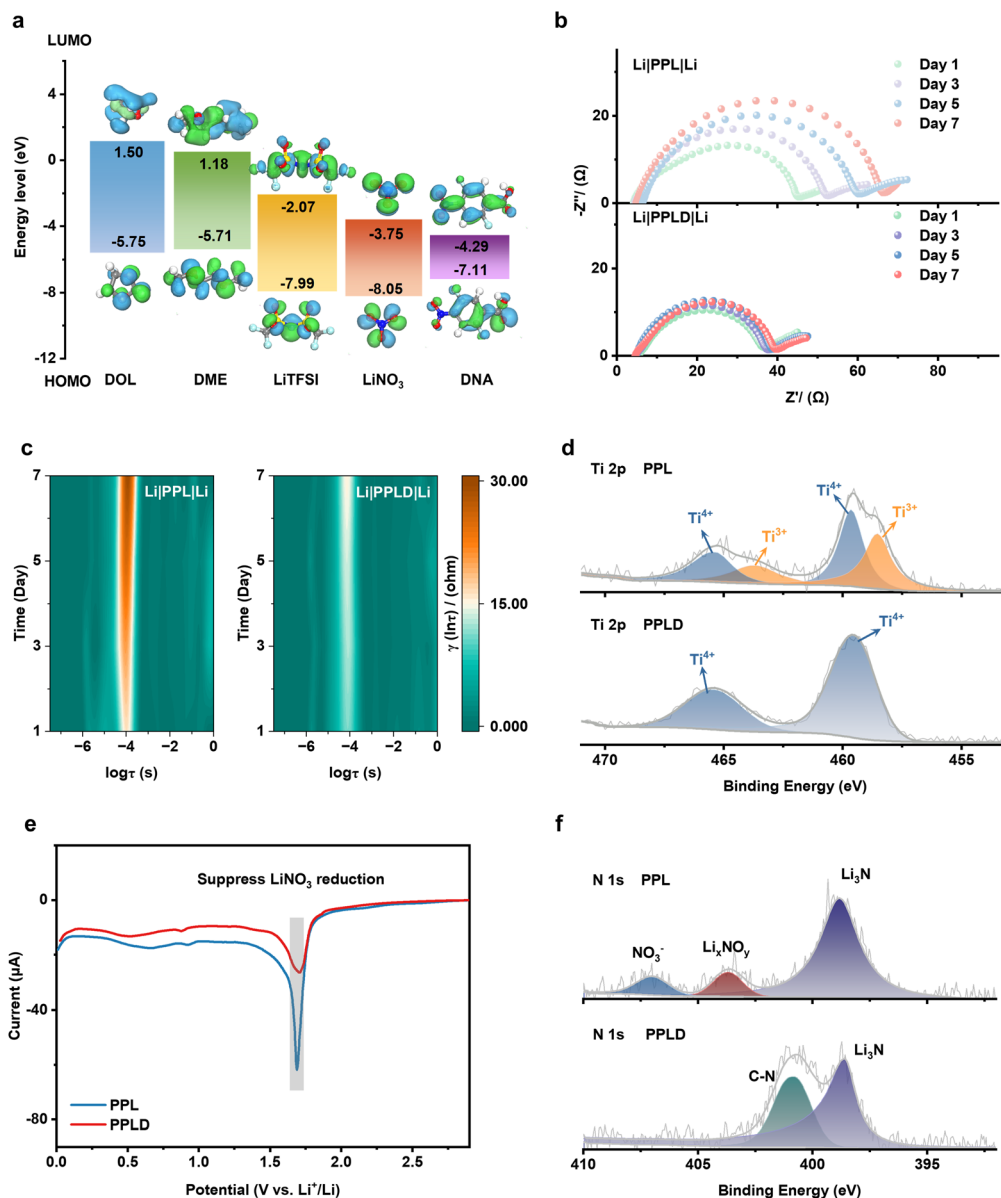 a
LUMO
Energy level (eV)
4
0
-4
-8
-12
1.50
-5.75
1.18
-5.71
-2.07
-7.99
-3.75
-8.05
-4.29
-7.11
HOMO
DOL
DME
LiTFSI
LiNO₃
DNA
b
Li|PPL|Li
Day 1
Day 3
Day 5
Day 7
Li|PPLD|Li
Day 1
Day 3
Day 5
Day 7
-Z''/ (Ω)
20
0
20
0
0 20 40 60 80
Z'/ (Ω)
c
Li|PPL|Li
Time (Day)
7
5
3
1
-6 -4 -2 0
logτ (s)
Li|PPLD|Li
Time (Day)
7
5
3
1
-6 -4 -2 0
logτ (s)
30.00
15.00
0.000
γ (lnτ) / (ohm)
d
Ti 2p PPL
Ti⁴⁺
Ti³⁺
Ti⁴⁺
Ti³⁺
Ti 2p PPLD
Ti⁴⁺
Ti⁴⁺
470 465 460 455
Binding Energy (eV)
e
Suppress LiNO₃ reduction
Current (μA)
0
-40
-80
PPL
PPLD
0.0 0.5 1.0 1.5 2.0 2.5
Potential (V vs. Li⁺/Li)
f
N 1s PPL
NO₃⁻
LiₓNOᵧ
Li₃N
N 1s PPLD
C-N
Li₃N
410 405 400 395
Binding Energy (eV)